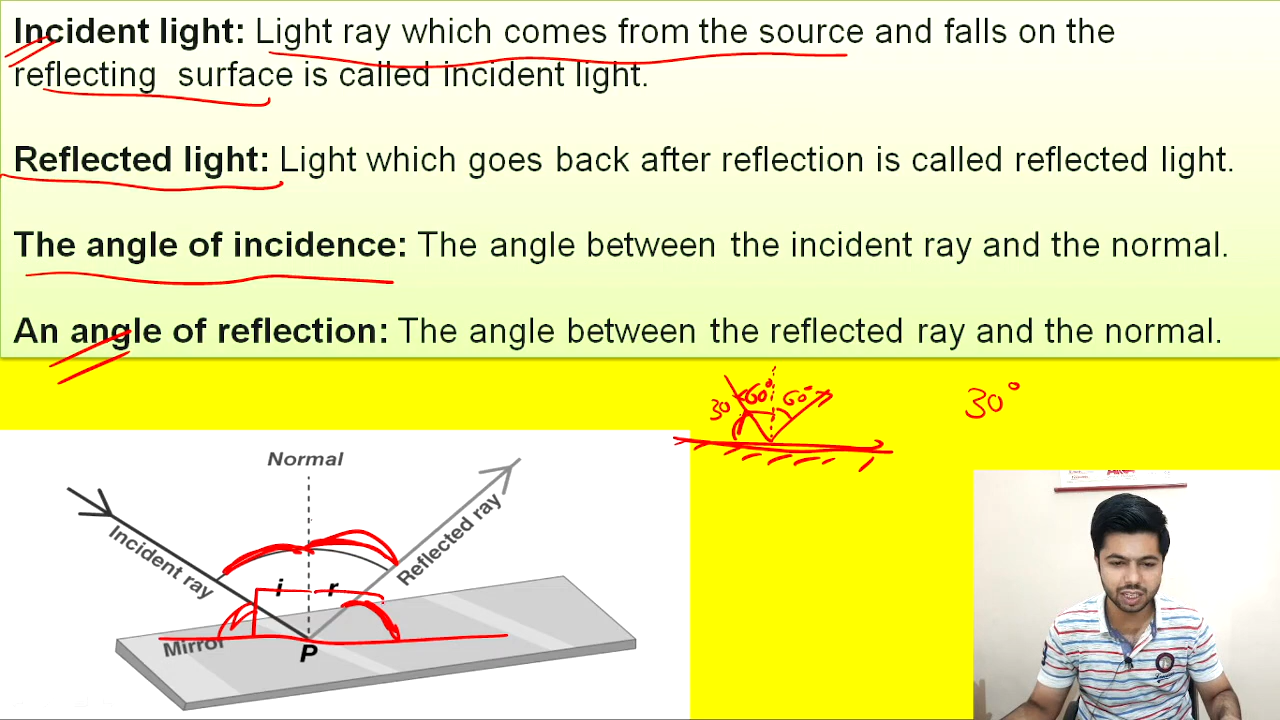 Incident light: Light ray which comes from the source and falls on the
reflecting surface is called incident light.
Reflected light: Light which goes back after reflection is called reflected light.
The angle of incidence: The angle between the incident ray and the normal.
An angle of reflection: The angle between the reflected ray and the normal.
30 60° 60°
30°
Normal
Incident ray
Reflected ray
i r
Mirror
P